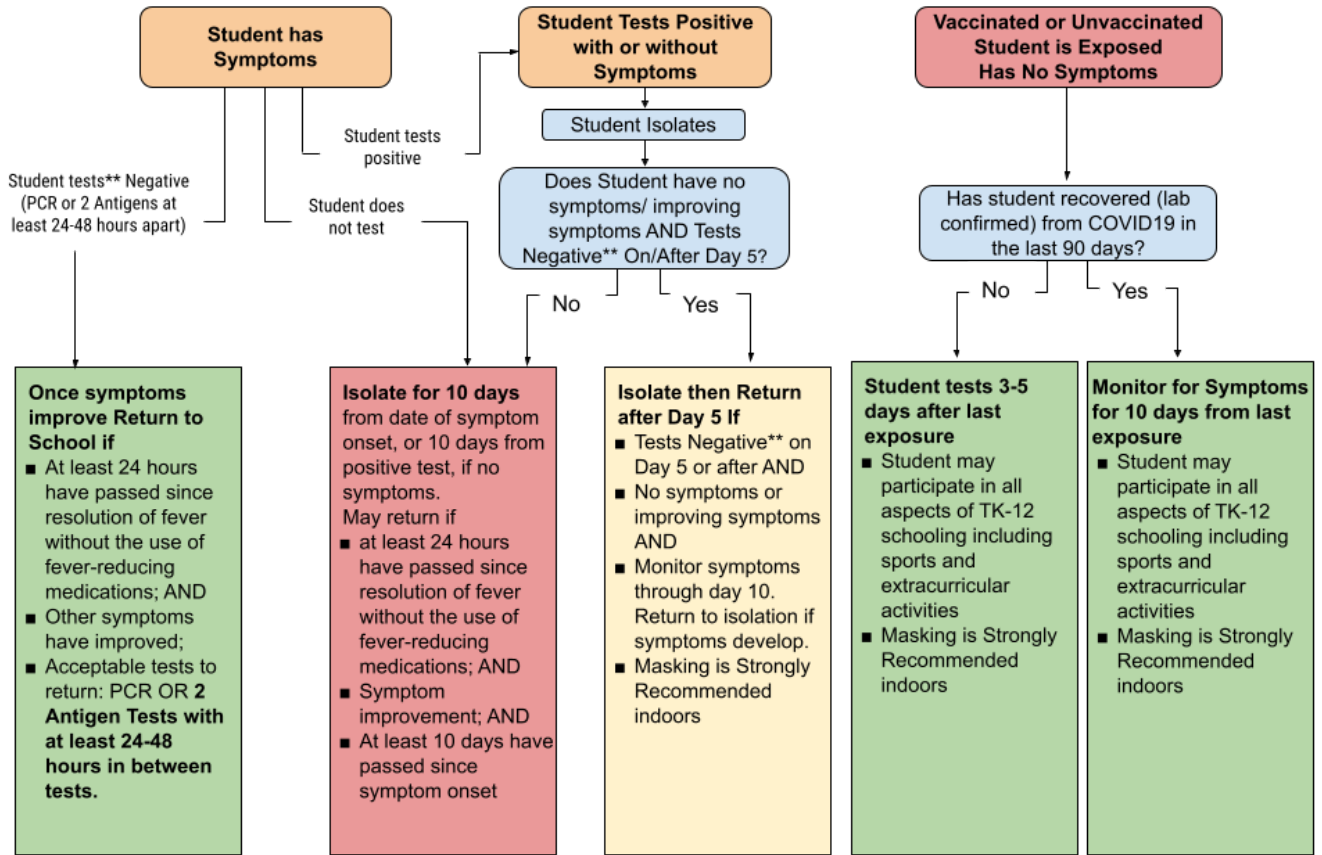 Student has
Symptoms
Student Tests Positive
with or without
Symptoms
Vaccinated or Unvaccinated
Student is Exposed
Has No Symptoms
Student tests
positive
Student Isolates
Student tests** Negative
(PCR or 2 Antigens at
least 24-48 hours apart)
Student does
not test
Does Student have no
symptoms/ improving
symptoms AND Tests
Negative** On/After Day 5?
Has student recovered (lab
confirmed) from COVID19 in
the last 90 days?
No
Yes
No
Yes
Once symptoms
improve Return to
School if
■ At least 24 hours
have passed since
resolution of fever
without the use of
fever-reducing
medications; AND
■ Other symptoms
have improved;
■ Acceptable tests to
return: PCR OR 2
Antigen Tests with
at least 24-48
hours in between
tests.
Isolate for 10 days
from date of symptom
onset, or 10 days from
positive test, if no
symptoms.
May return if
■ at least 24 hours
have passed since
resolution of fever
without the use of
fever-reducing
medications; AND
■ Symptom
improvement; AND
■ At least 10 days have
passed since
symptom onset
Isolate then Return
after Day 5 If
■ Tests Negative** on
Day 5 or after AND
■ No symptoms or
improving symptoms
AND
■ Monitor symptoms
through day 10.
Return to isolation if
symptoms develop.
■ Masking is Strongly
Recommended
indoors
Student tests 3-5
days after last
exposure
■ Student may
participate in all
aspects of TK-12
schooling including
sports and
extracurricular
activities
■ Masking is Strongly
Recommended
indoors
Monitor for Symptoms
for 10 days from last
exposure
■ Student may
participate in all
aspects of TK-12
schooling including
sports and
extracurricular
activities
■ Masking is Strongly
Recommended
indoors